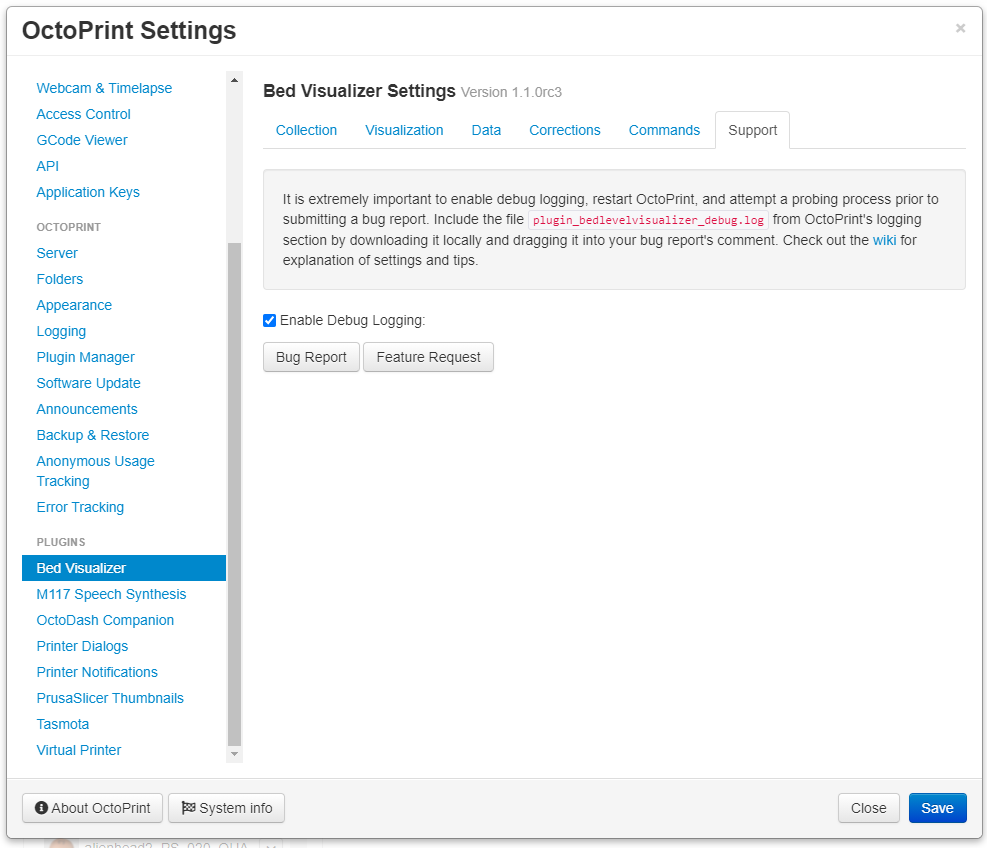 OctoPrint Settings
×
Webcam & Timelapse
Access Control
GCode Viewer
API
Application Keys
OCTOPRINT
Server
Folders
Appearance
Logging
Plugin Manager
Software Update
Announcements
Backup & Restore
Anonymous Usage
Tracking
Error Tracking
PLUGINS
Bed Visualizer
M117 Speech Synthesis
OctoDash Companion
Printer Dialogs
Printer Notifications
PrusaSlicer Thumbnails
Tasmota
Virtual Printer
Bed Visualizer Settings Version 1.1.0rc3
Collection Visualization Data Corrections Commands Support
It is extremely important to enable debug logging, restart OctoPrint, and attempt a probing process prior to
submitting a bug report. Include the file plugin_bedlevelvisualizer_debug.log from OctoPrint's logging
section by downloading it locally and dragging it into your bug report's comment. Check out the wiki for
explanation of settings and tips.
Enable Debug Logging:
Bug Report Feature Request
About OctoPrint System info Close Save